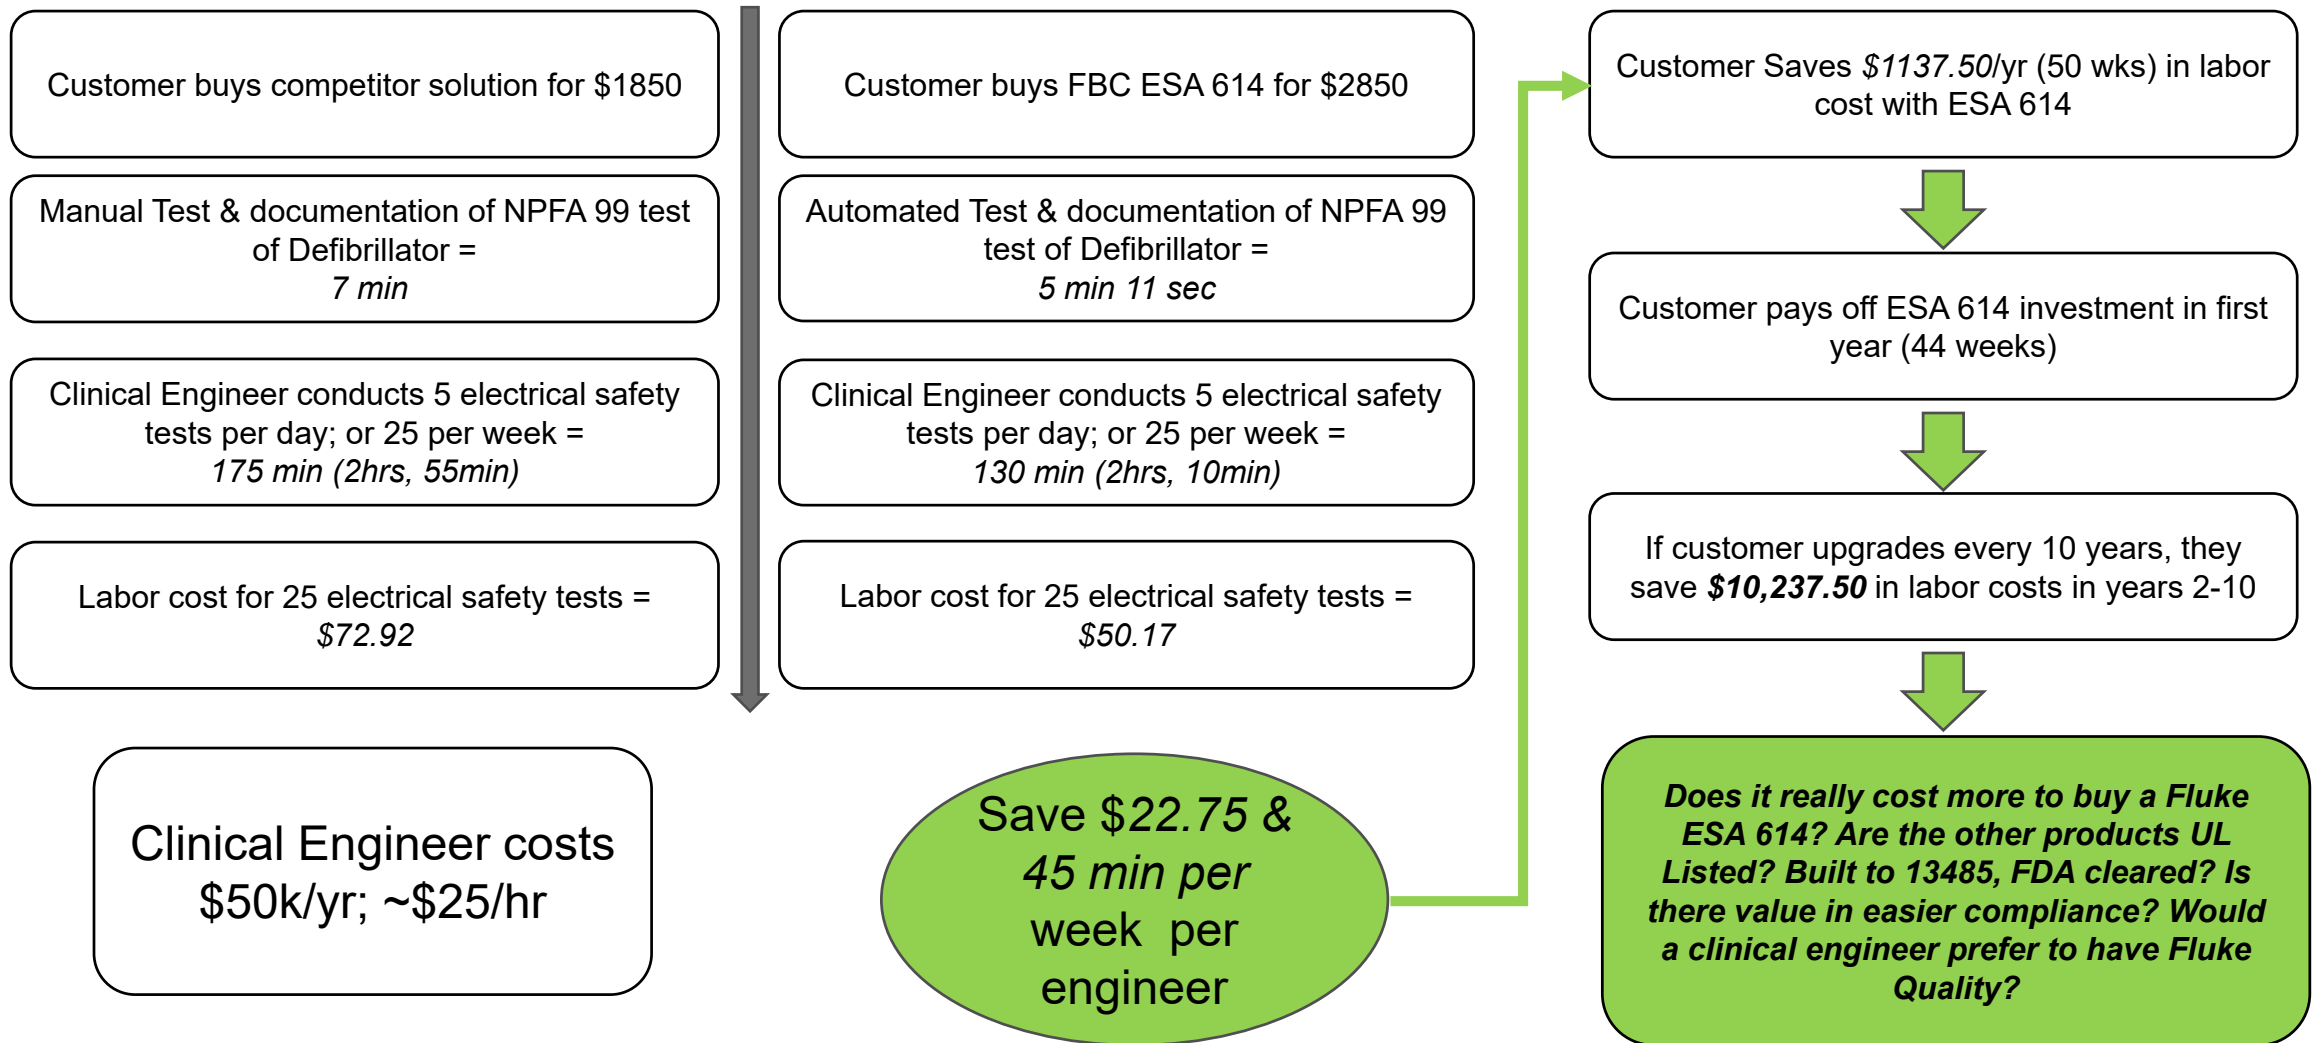 Customer buys competitor solution for $1850
Manual Test & documentation of NPFA 99 test
of Defibrillator =
7 min
Clinical Engineer conducts 5 electrical safety
tests per day; or 25 per week =
175 min (2hrs, 55min)
Labor cost for 25 electrical safety tests =
$72.92
Clinical Engineer costs
$50k/yr; ~$25/hr
Customer buys FBC ESA 614 for $2850
Automated Test & documentation of NPFA 99
test of Defibrillator =
5 min 11 sec
Clinical Engineer conducts 5 electrical safety
tests per day; or 25 per week =
130 min (2hrs, 10min)
Labor cost for 25 electrical safety tests =
$50.17
Save $22.75 &
45 min per
week per
engineer
Customer Saves $1137.50/yr (50 wks) in labor
cost with ESA 614
Customer pays off ESA 614 investment in first
year (44 weeks)
If customer upgrades every 10 years, they
save $10,237.50 in labor costs in years 2-10
Does it really cost more to buy a Fluke
ESA 614? Are the other products UL
Listed? Built to 13485, FDA cleared? Is
there value in easier compliance? Would
a clinical engineer prefer to have Fluke
Quality?